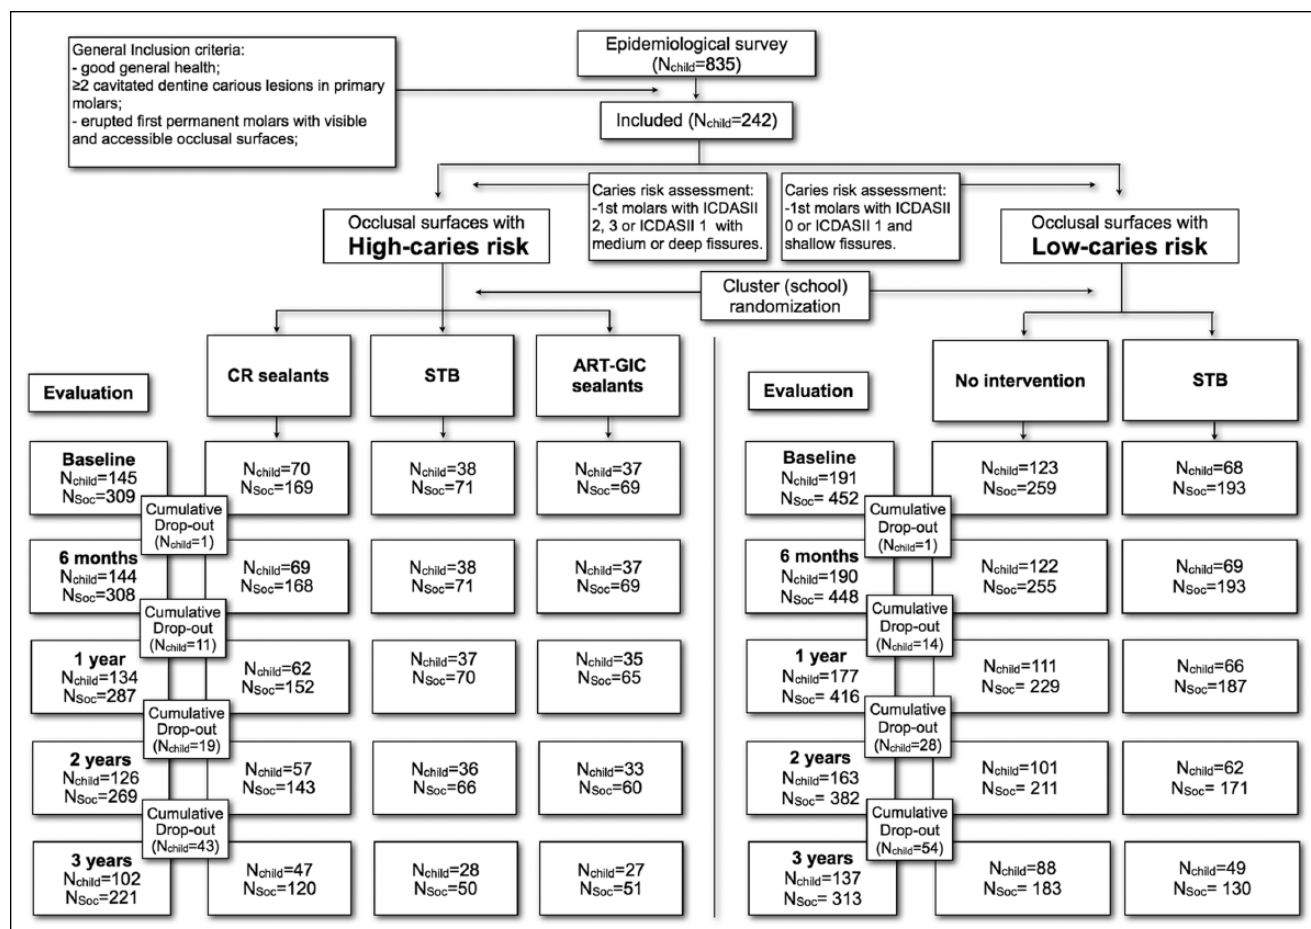 General Inclusion criteria:
- good general health;
≥2 cavitated dentine carious lesions in primary
molars;
- erupted first permanent molars with visible
and accessible occlusal surfaces;
Epidemiological survey
(Nchild=835)
Included (Nchild=242)
Caries risk assessment:
-1st molars with ICDASII
2, 3 or ICDASII 1 with
medium or deep fissures.
Caries risk assessment:
-1st molars with ICDASII
0 or ICDASII 1 and
shallow fissures.
Occlusal surfaces with
High-caries risk
Occlusal surfaces with
Low-caries risk
Cluster (school)
randomization
Evaluation
CR sealants
STB
ART-GIC
sealants
Baseline
Nchild=145
NSoc=309
Nchild=70
NSoc=169
Nchild=38
NSoc=71
Nchild=37
NSoc=69
Cumulative
Drop-out
(Nchild=1)
6 months
Nchild=144
NSoc=308
Nchild=69
NSoc=168
Nchild=38
NSoc=71
Nchild=37
NSoc=69
Cumulative
Drop-out
(Nchild=11)
1 year
Nchild=134
NSoc=287
Nchild=62
NSoc=152
Nchild=37
NSoc=70
Nchild=35
NSoc=65
Cumulative
Drop-out
(Nchild=19)
2 years
Nchild=126
NSoc=269
Nchild=57
NSoc=143
Nchild=36
NSoc=66
Nchild=33
NSoc=60
Cumulative
Drop-out
(Nchild=43)
3 years
Nchild=102
NSoc=221
Nchild=47
NSoc=120
Nchild=28
NSoc=50
Nchild=27
NSoc=51
Evaluation
No intervention
STB
Baseline
Nchild=191
NSoc= 452
Nchild=123
NSoc=259
Nchild=68
NSoc=193
Cumulative
Drop-out
(Nchild=1)
6 months
Nchild=190
NSoc= 448
Nchild=122
NSoc=255
Nchild=69
NSoc=193
Cumulative
Drop-out
(Nchild=14)
1 year
Nchild=177
NSoc= 416
Nchild=111
NSoc= 229
Nchild=66
NSoc=187
Cumulative
Drop-out
(Nchild=28)
2 years
Nchild=163
NSoc= 382
Nchild=101
NSoc= 211
Nchild=62
NSoc= 171
Cumulative
Drop-out
(Nchild=54)
3 years
Nchild=137
NSoc= 313
Nchild=88
NSoc= 183
Nchild=49
NSoc= 130